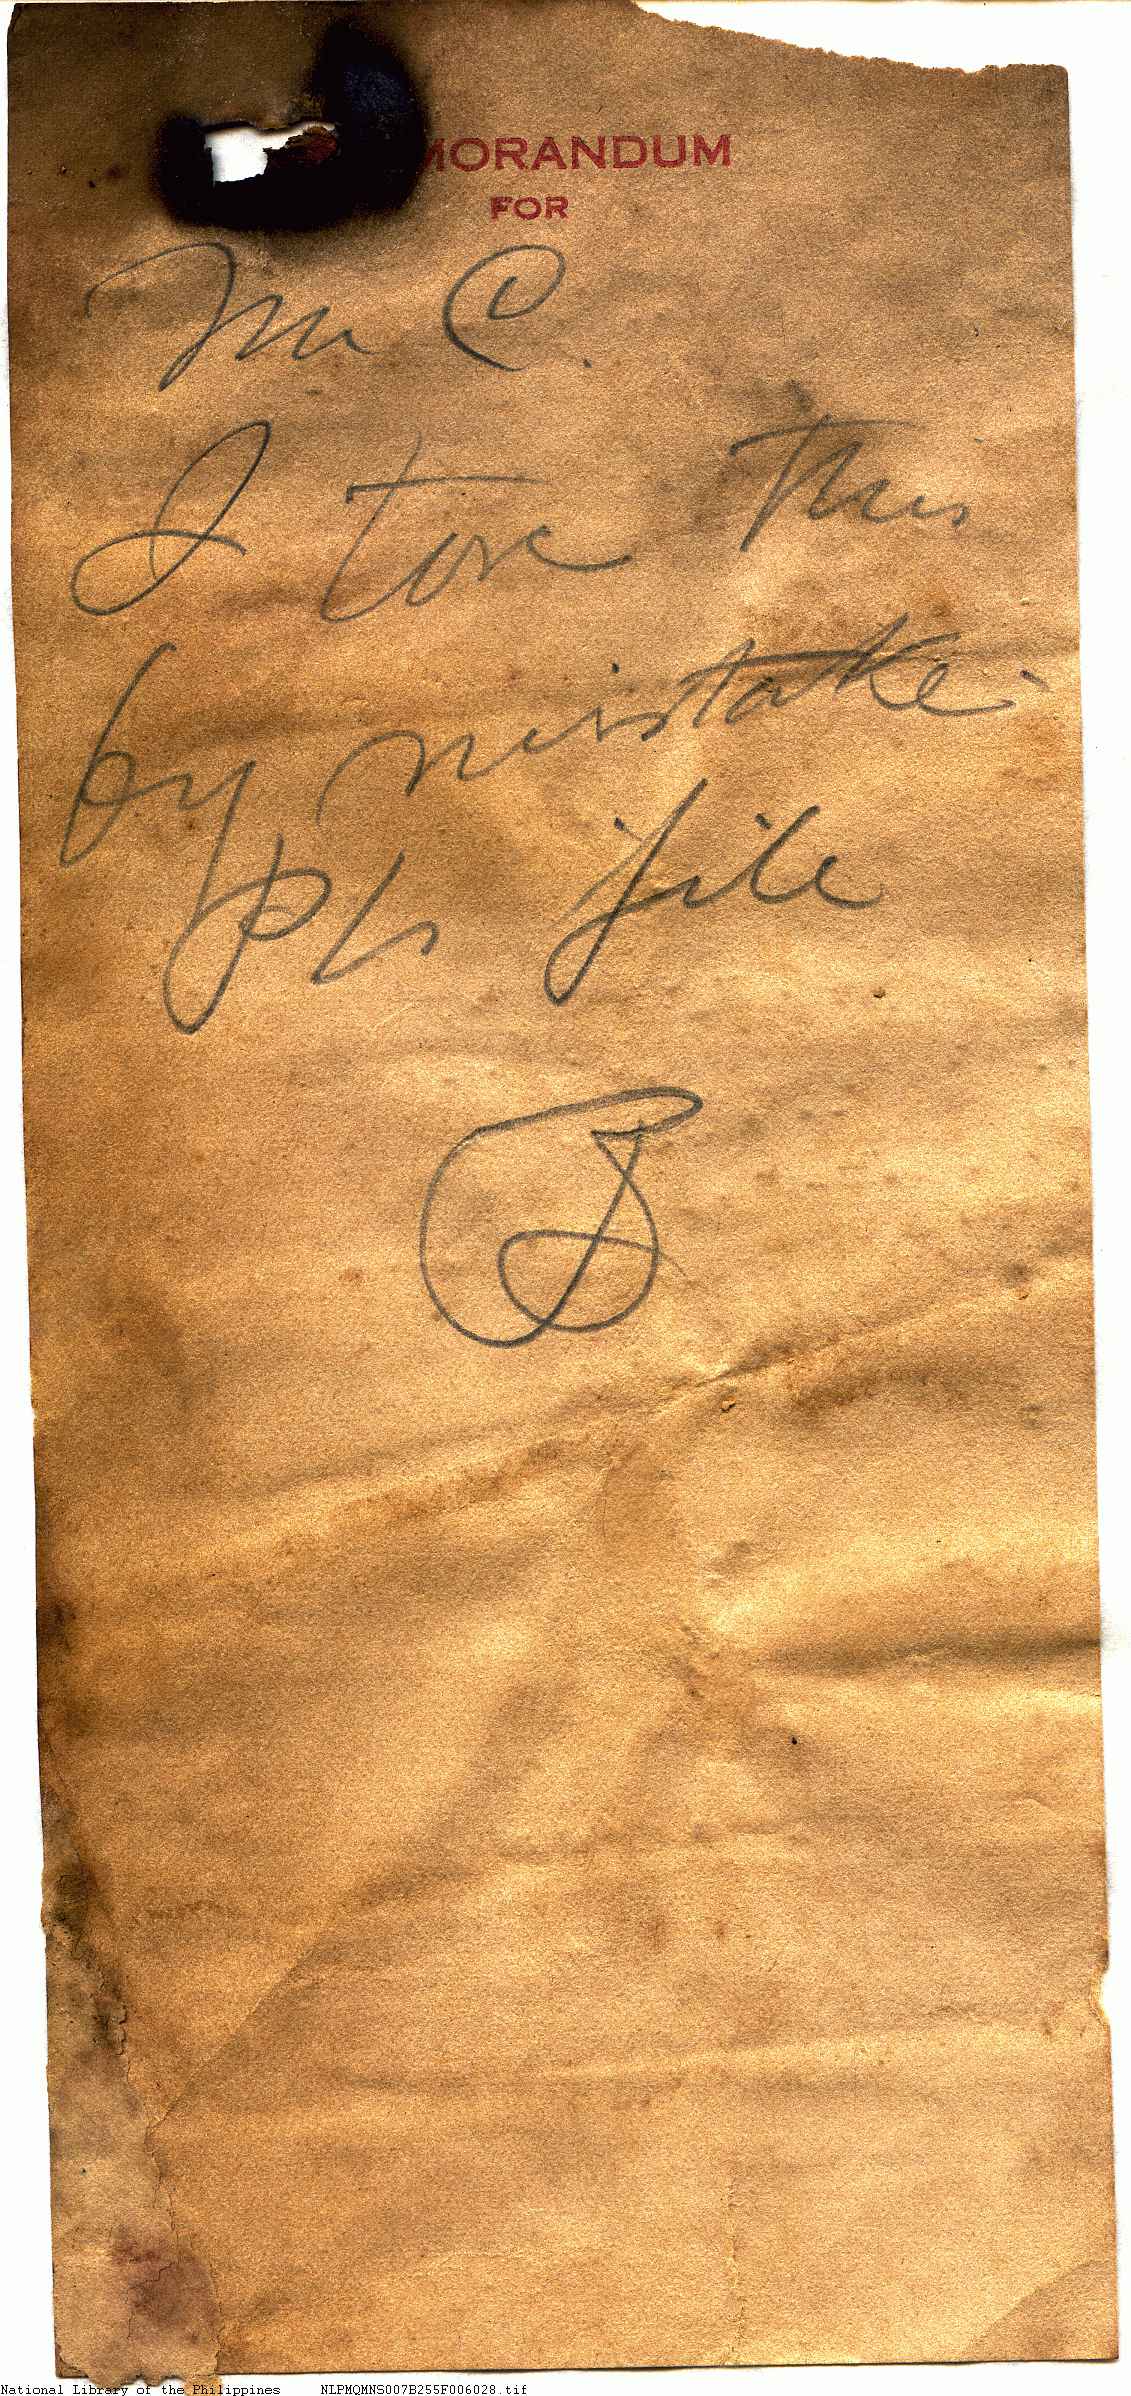 MORANDUM
FOR
Mr C.
I tore this
by mistake.
Pls file
National Library of the Philippines NLPMQMNS007B255F006028.tif